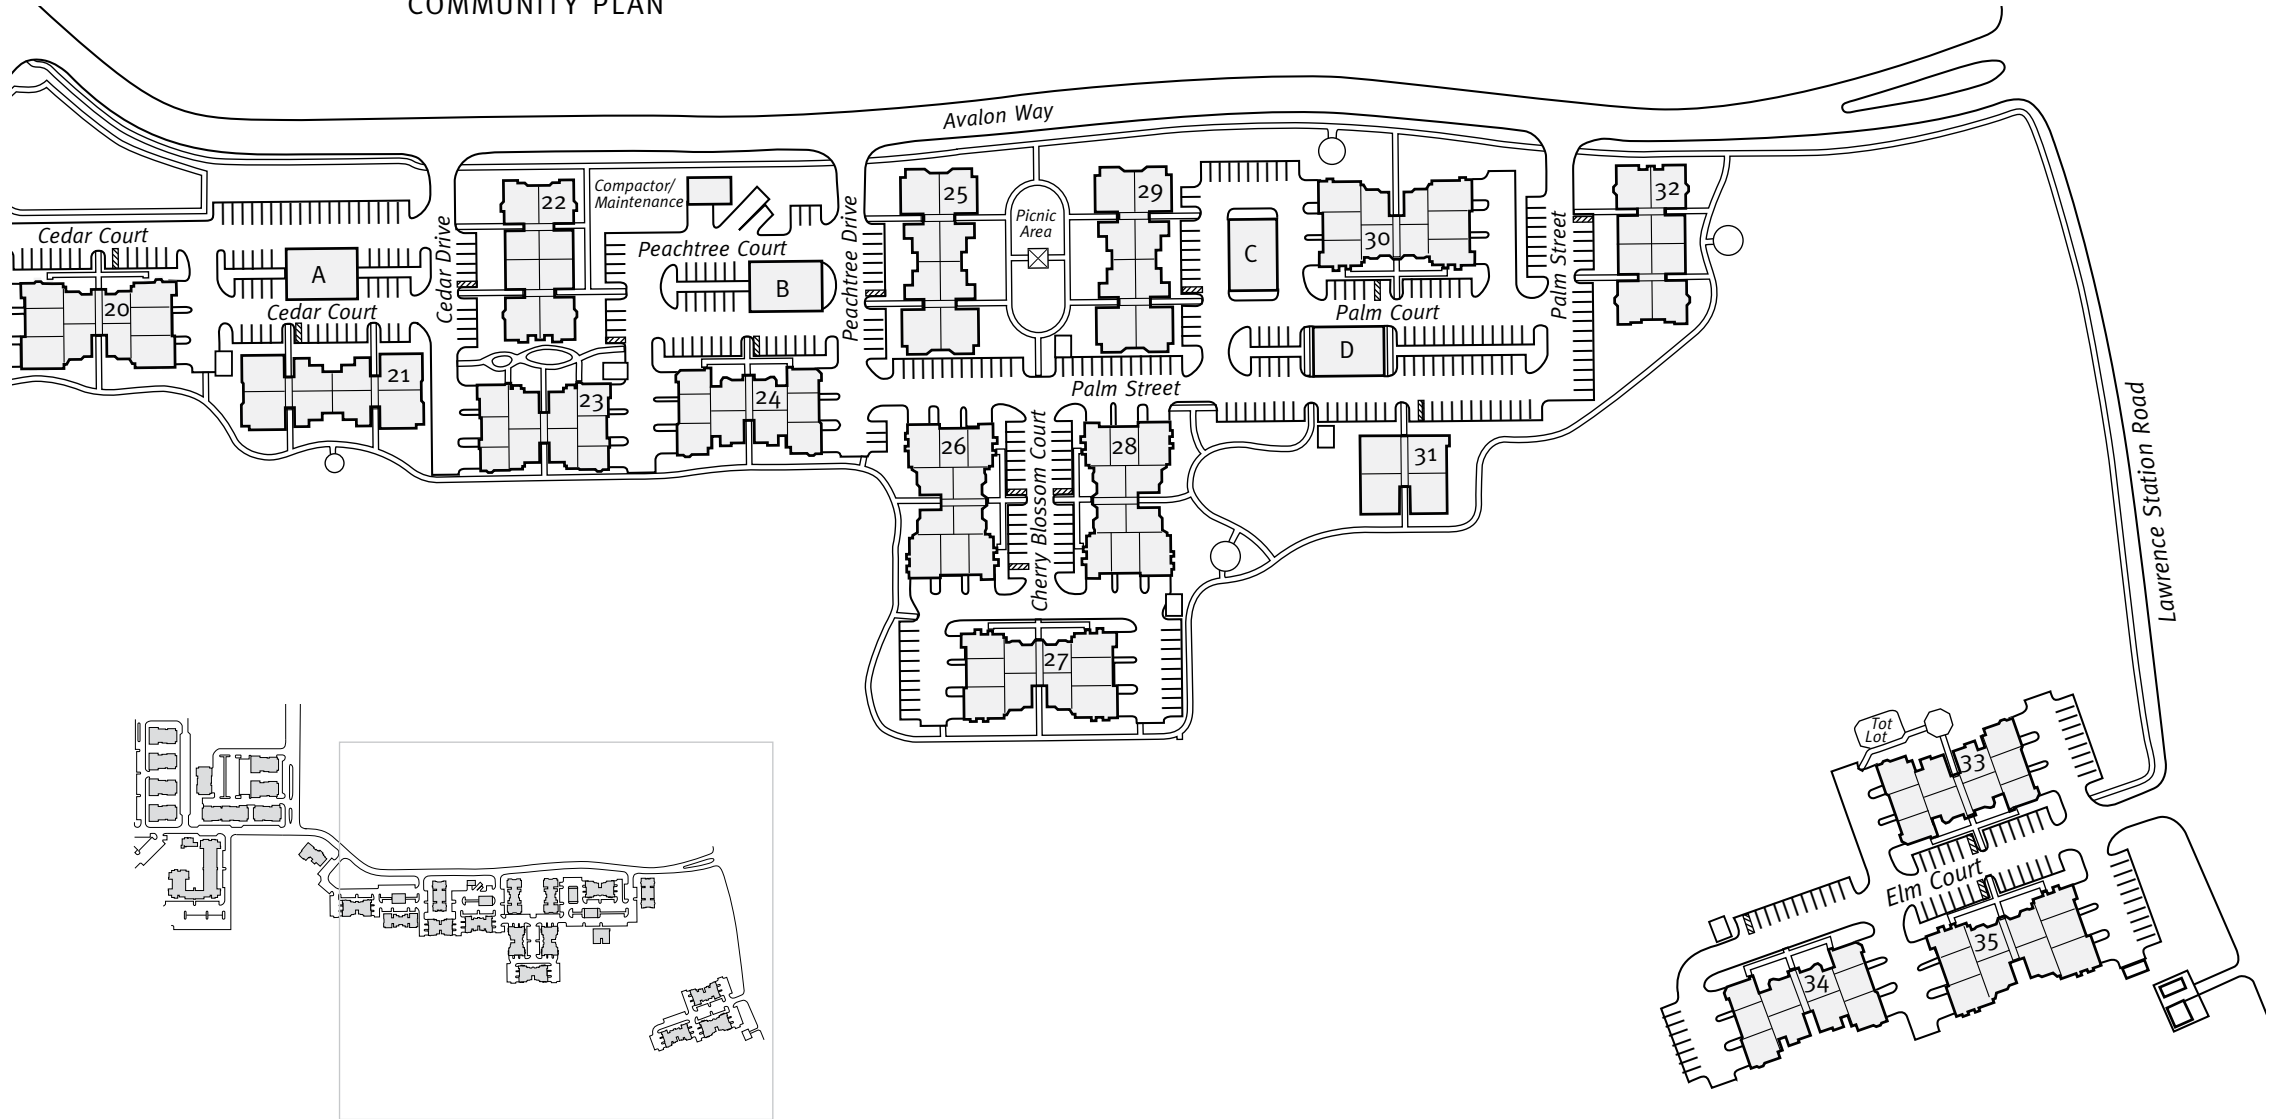 COMMUNITY PLAN
Avalon Way
Compactor/
Maintenance
22
25
29
32
Picnic
Area
Cedar Court
Cedar Drive
Peachtree Court
Peachtree Drive
Palm Street
A
B
C
30
20
Cedar Court
Palm Court
D
21
23
24
Palm Street
26
28
31
Cherry Blossom Court
Lawrence Station Road
27
Tot
Lot
33
Elm Court
35
34